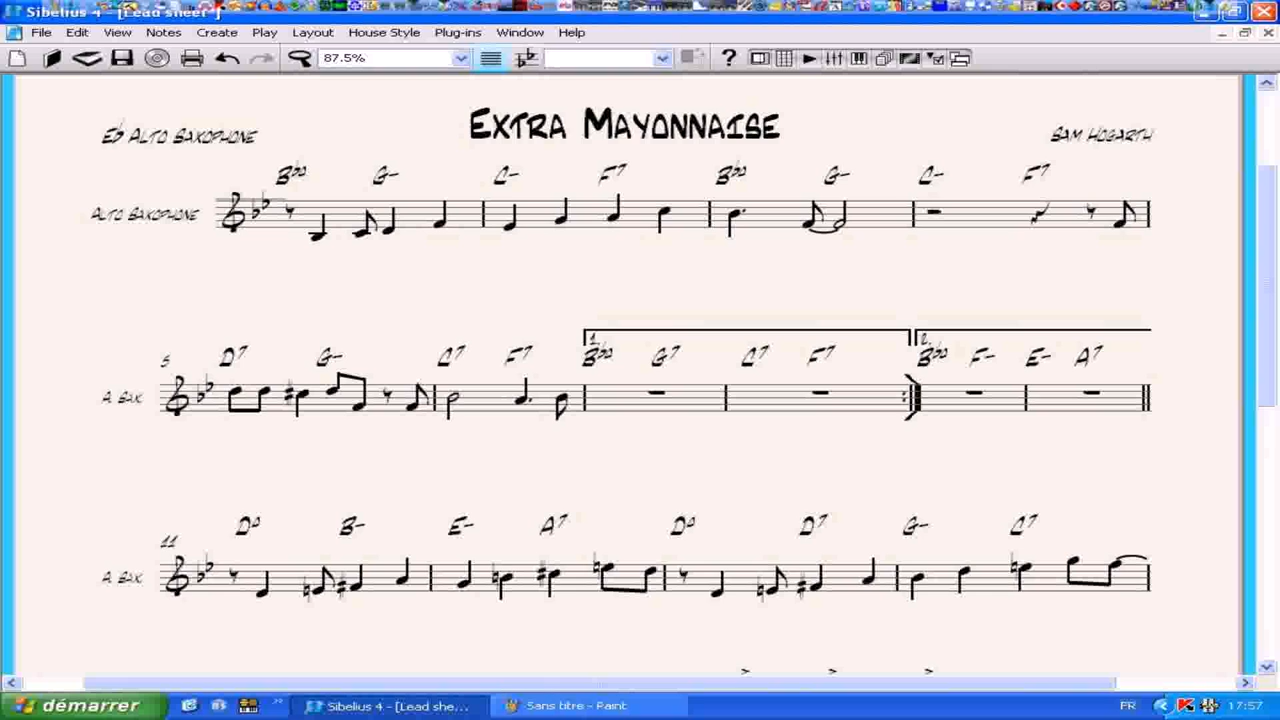 Sibelius 4 - [Lead sheet ]
File Edit View Notes Create Play Layout House Style Plug-ins Window Help
87.5%
Extra Mayonnaise
E♭ Alto Saxophone
Sam Hogarth
B♭ G- C- F7 B♭ G- C- F7
Alto Saxophone
1. 2.
5 D7 G- C7 F7 B♭ G7 C7 F7 B♭ F- E- A7
A Sax
11 D B- E- A7 D D7 G- C7
A Sax
démarrer Sibelius 4 - [Lead she... Sans titre - Paint FR 17:57